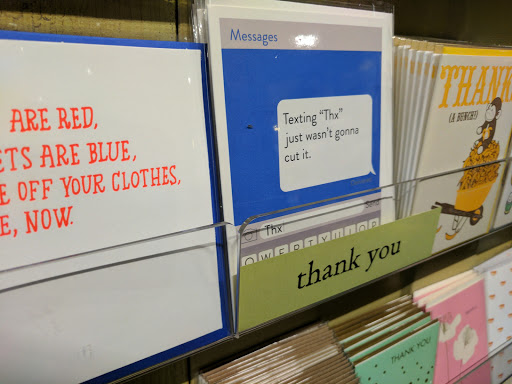 ARE RED,
ARE BLUE,
OFF YOUR CLOTHES,
NOW.
Messages
Texting "Thx"
just wasn't gonna
cut it.
Thx
QWERTYUIOP
thank you
THANK
(A BUNCH!)
THANK YOU